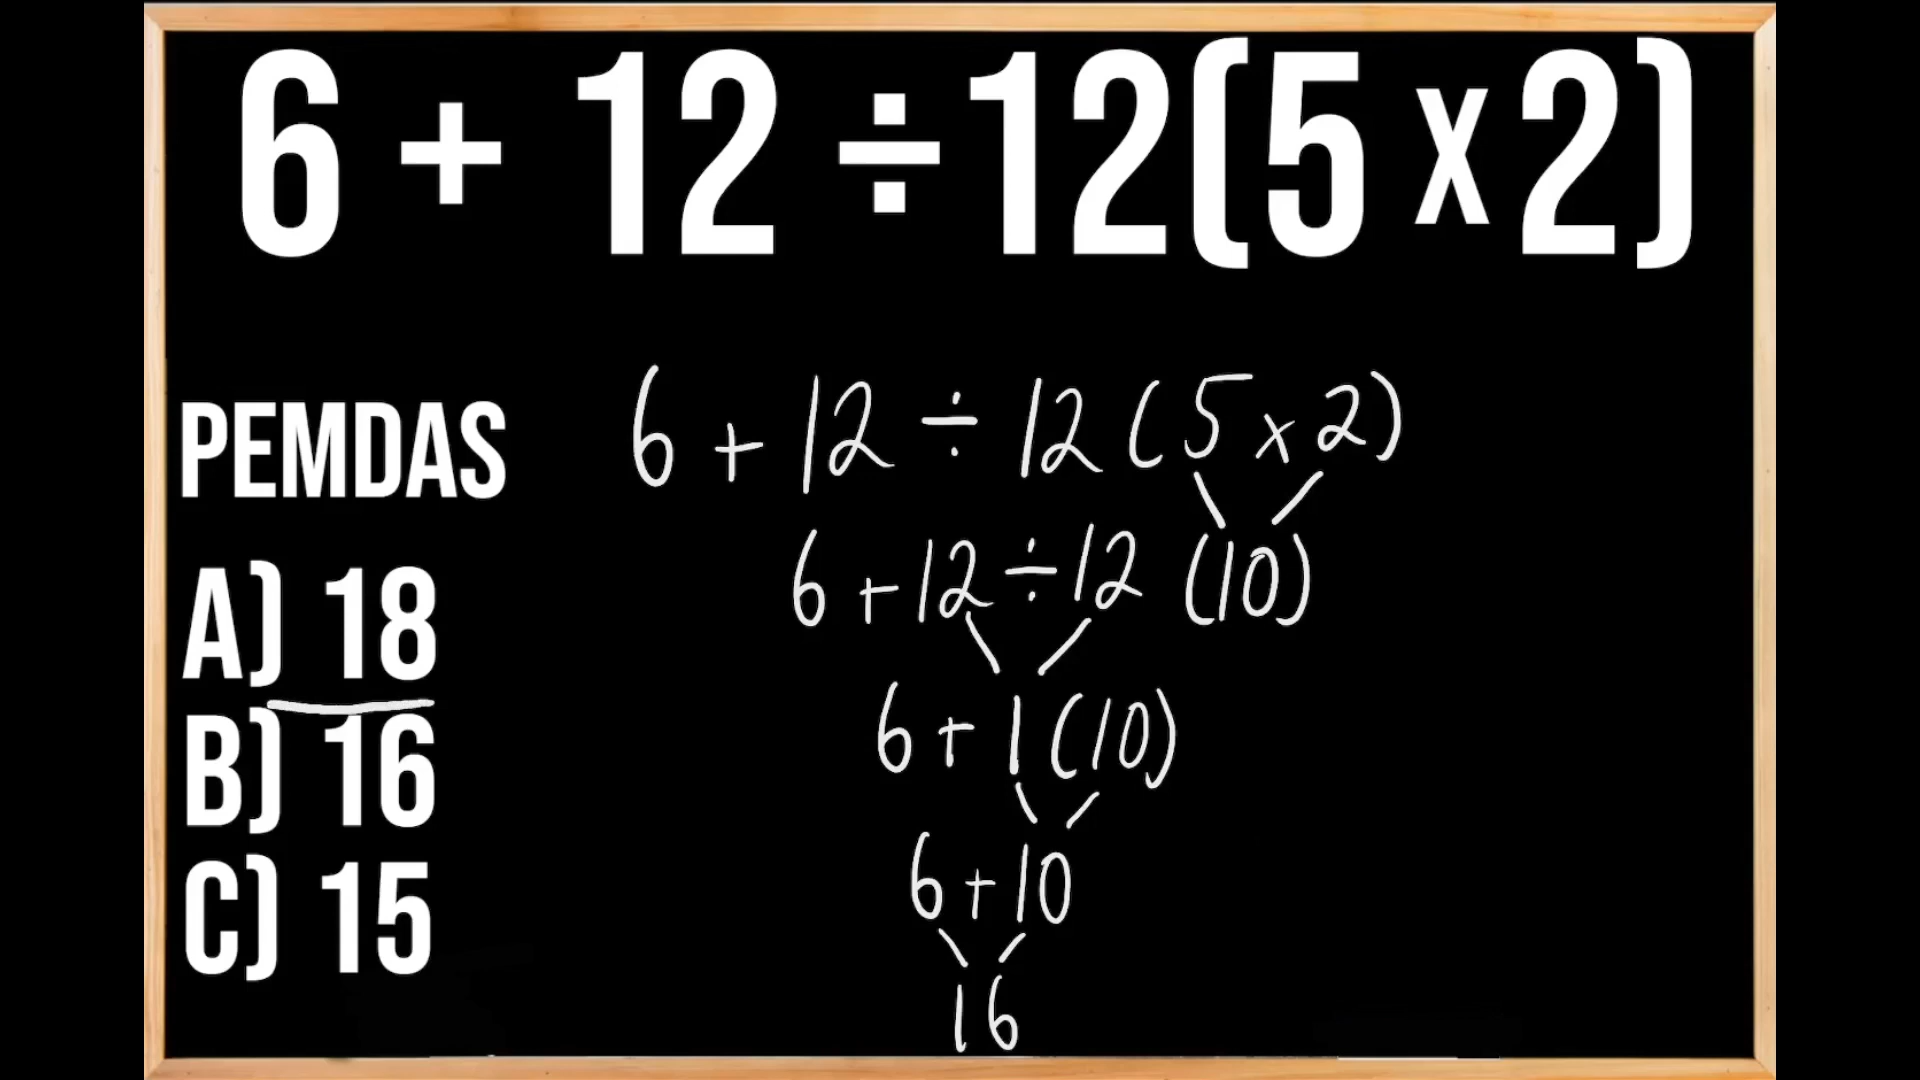 6 + 12 ÷12(5 x 2)
PEMDAS
A) 18
B) 16
C) 15
6 + 12 ÷ 12 (5 x 2)
6 + 12 ÷ 12 (10)
6 + 1 (10)
6 + 10
16